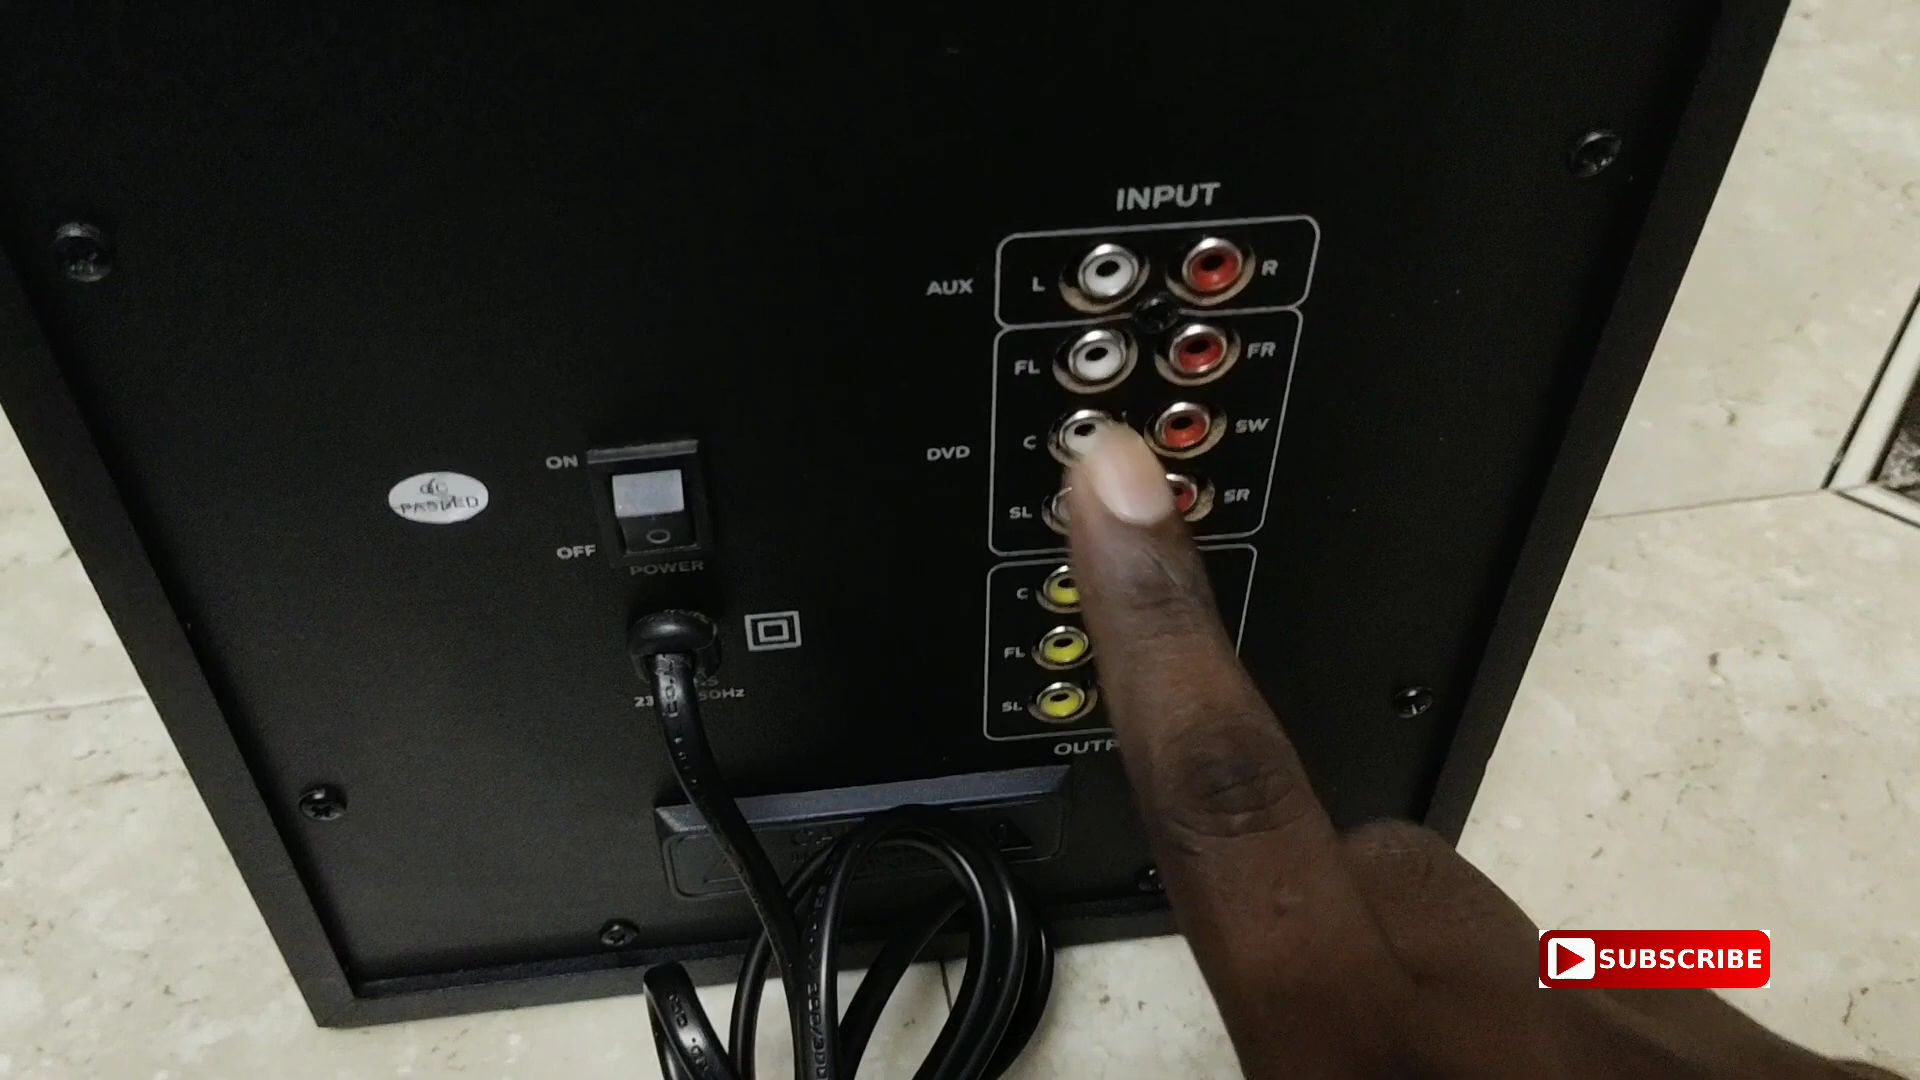 INPUT
AUX L R
FL FR
DVD C SW
SL SR
C
FL
SL
ON
OFF
POWER
PASSED
SUBSCRIBE